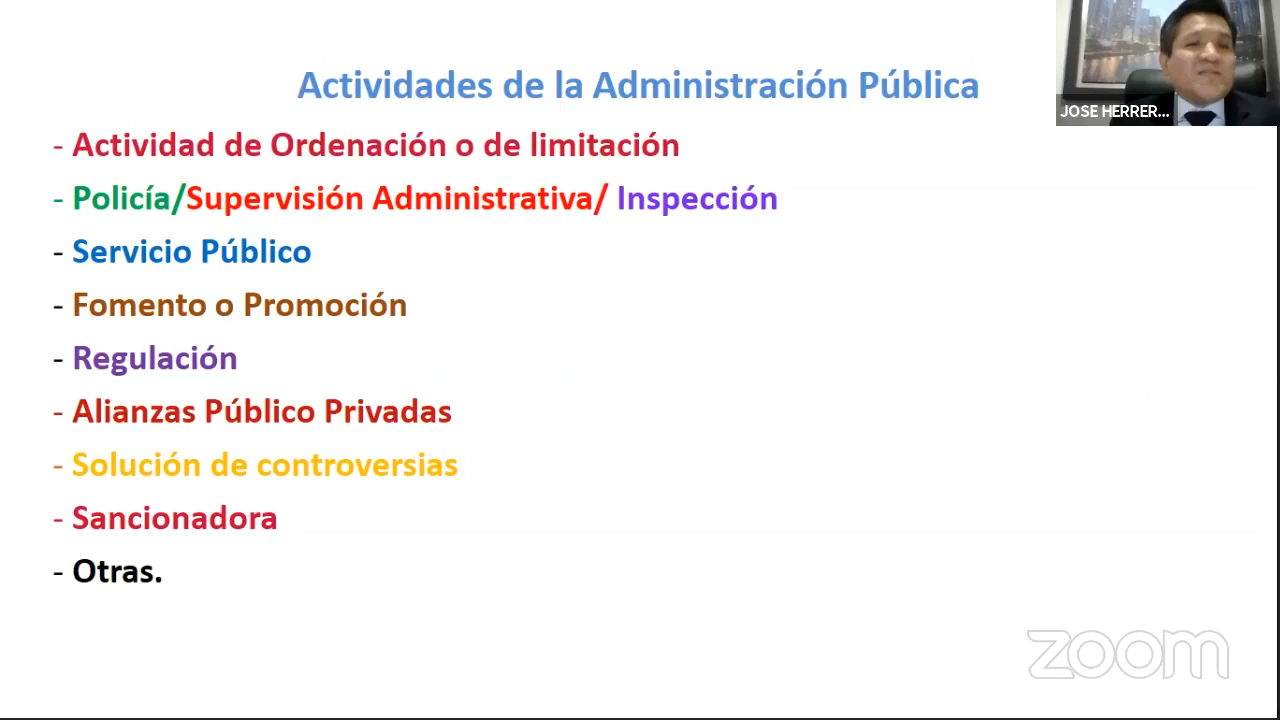 Actividades de la Administración Pública
JOSE HERRER...
- Actividad de Ordenación o de limitación
- Policía/Supervisión Administrativa/ Inspección
- Servicio Público
- Fomento o Promoción
- Regulación
- Alianzas Público Privadas
- Solución de controversias
- Sancionadora
- Otras.
zoom